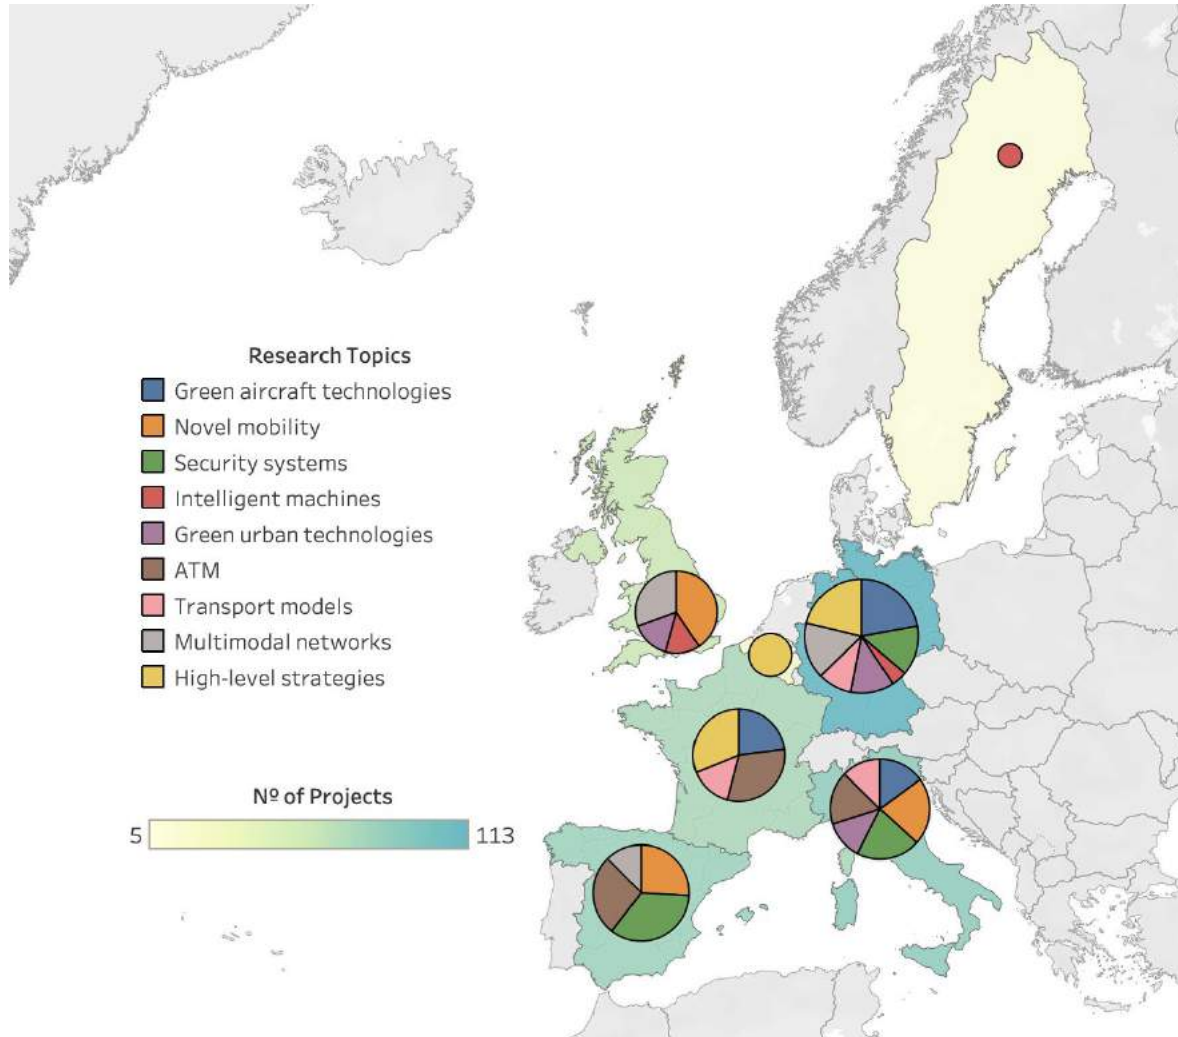 Research Topics
Green aircraft technologies
Novel mobility
Security systems
Intelligent machines
Green urban technologies
ATM
Transport models
Multimodal networks
High-level strategies
Nº of Projects
5 113